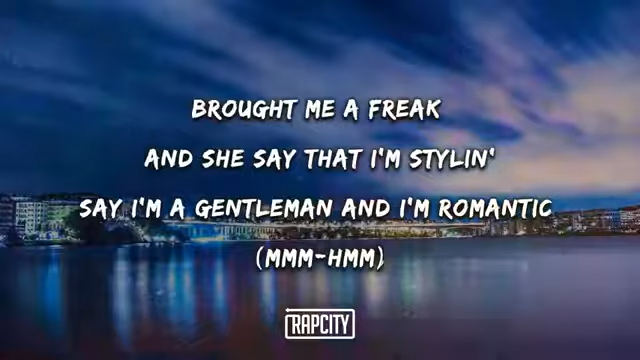 BROUGHT ME A FREAK
AND SHE SAY THAT I'M STYLIN'
SAY I'M A GENTLEMAN AND I'M ROMANTIC
(MMM-HMM)
RAPCITY